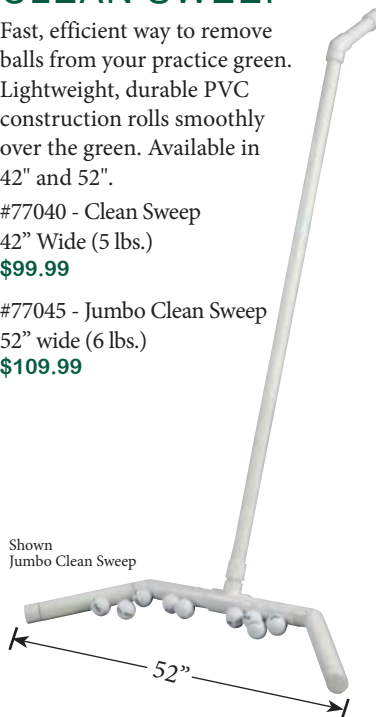 CLEAN SWEEP
Fast, efficient way to remove
balls from your practice green.
Lightweight, durable PVC
construction rolls smoothly
over the green. Available in
42" and 52".
#77040 - Clean Sweep
42” Wide (5 lbs.)
$99.99
#77045 - Jumbo Clean Sweep
52” wide (6 lbs.)
$109.99
Shown
Jumbo Clean Sweep
52”